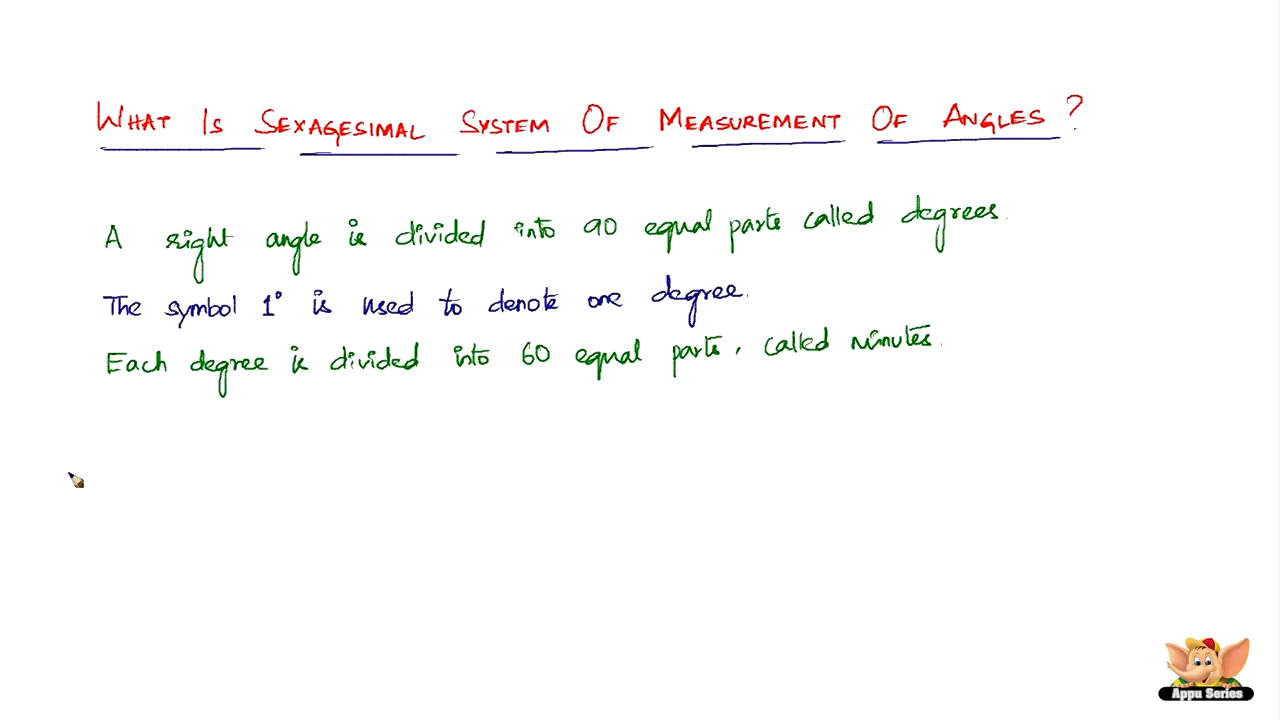 WHAT IS SEXAGESIMAL SYSTEM OF MEASUREMENT OF ANGLES?
A right angle is divided into 90 equal parts called degrees.
The symbol 1° is used to denote one degree.
Each degree is divided into 60 equal parts, called minutes.
Appu Series